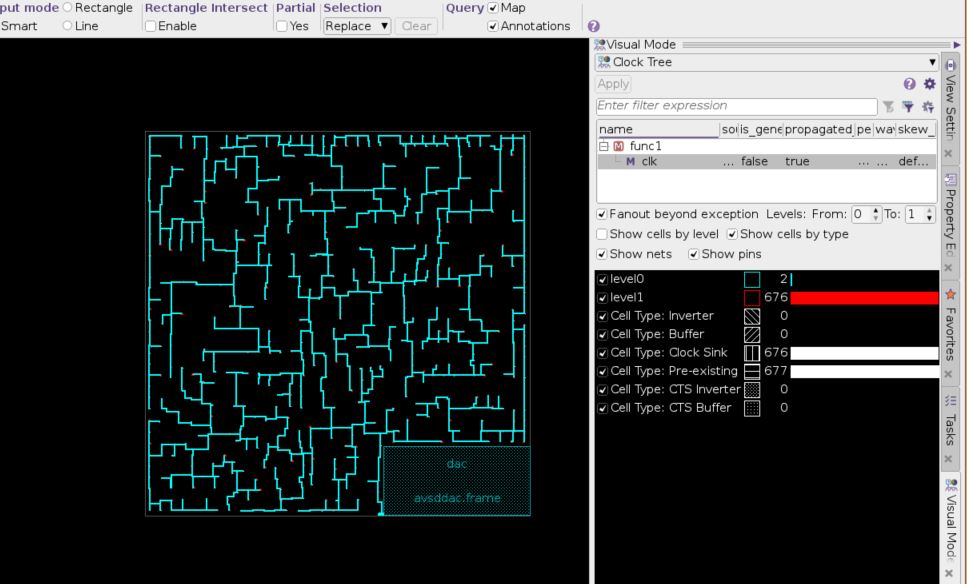 put mode Rectangle Rectangle Intersect Partial Selection Query Map
Smart Line Enable Yes Replace Clear Annotations
Visual Mode
Clock Tree
Apply
Enter filter expression
name is_gene propagated pe wa skew_
func1
clk ... false true ... ... def...
Fanout beyond exception Levels: From: 0 To: 1
Show cells by level Show cells by type
Show nets Show pins
level0 2
level1 676
Cell Type: Inverter 0
Cell Type: Buffer 0
Cell Type: Clock Sink 676
Cell Type: Pre-existing 677
Cell Type: CTS Inverter 0
Cell Type: CTS Buffer 0
dac
avsddac.frame
View Settin
Property Ed
Favorites
Tasks
Visual Mod